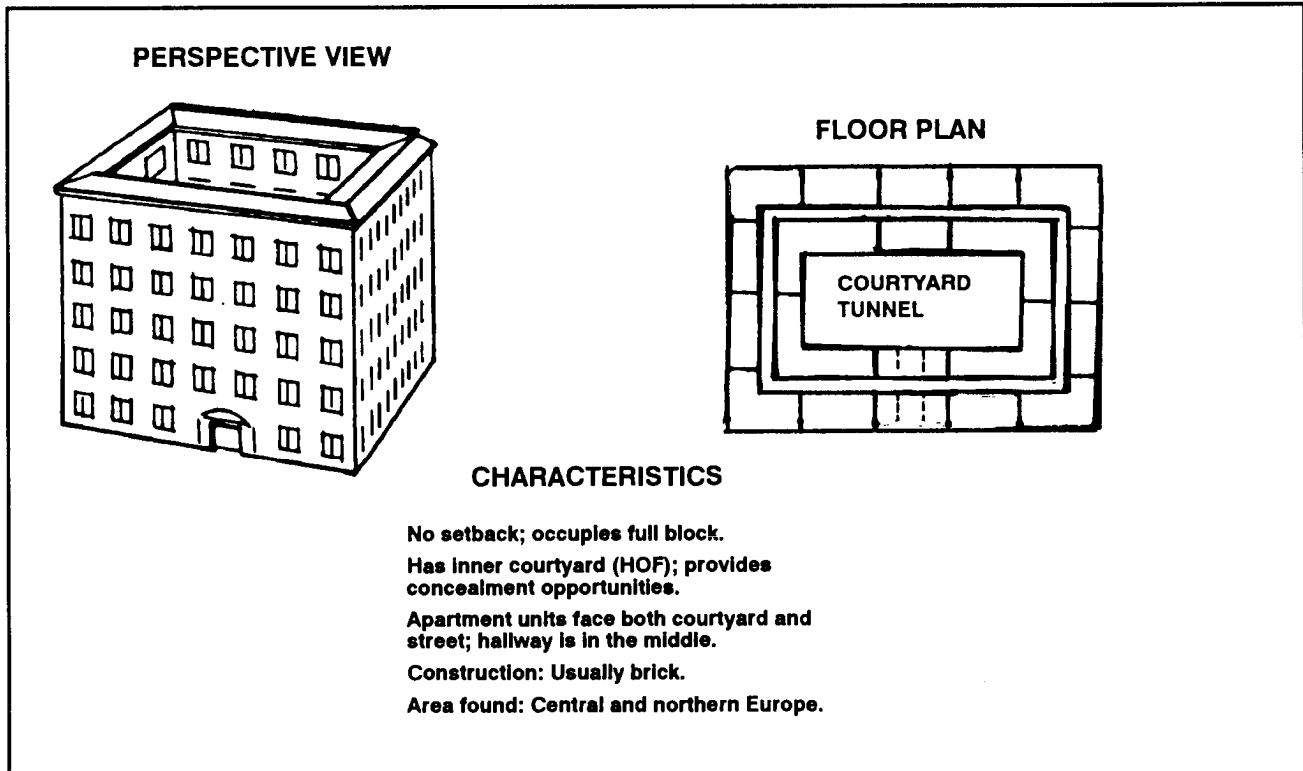 PERSPECTIVE VIEW
FLOOR PLAN
COURTYARD
TUNNEL
CHARACTERISTICS
No setback; occupies full block.
Has inner courtyard (HOF); provides
concealment opportunities.
Apartment units face both courtyard and
street; hallway is in the middle.
Construction: Usually brick.
Area found: Central and northern Europe.